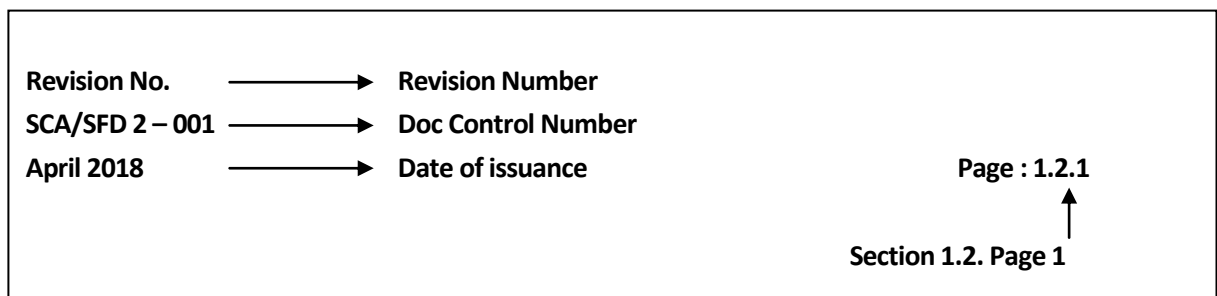 Revision No. Revision Number
SCA/SFD 2 – 001 Doc Control Number
April 2018 Date of issuance Page : 1.2.1
Section 1.2. Page 1